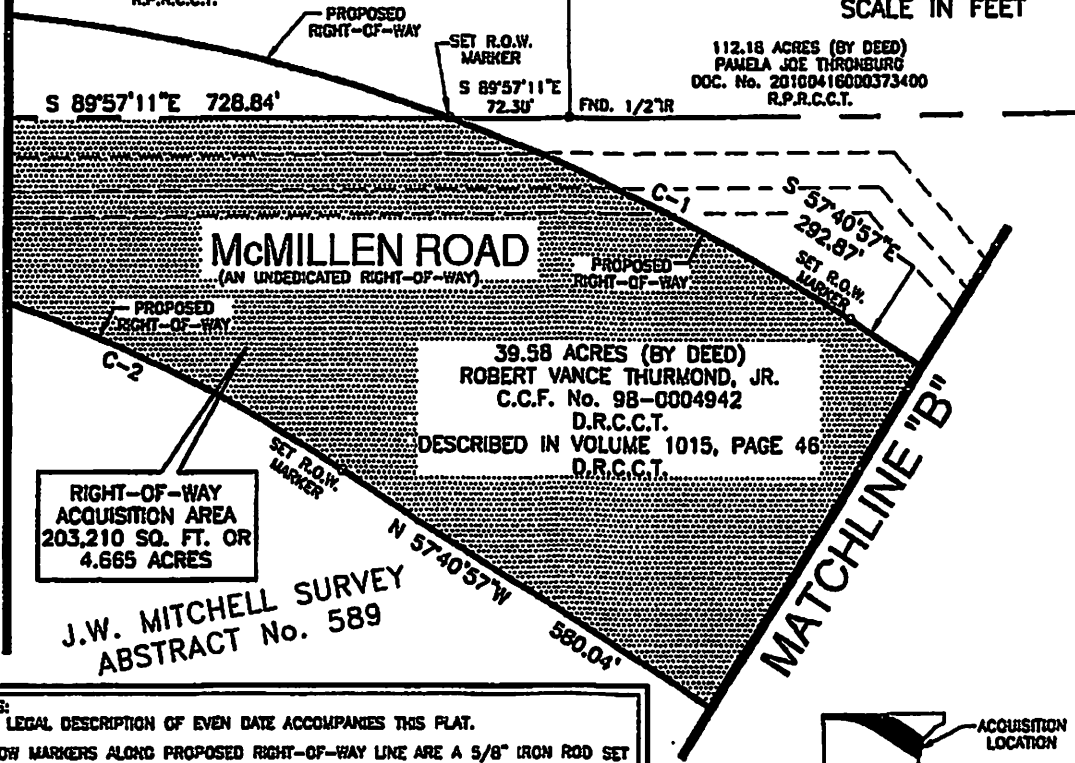 PROPOSED
RIGHT-OF-WAY
SET R.O.W.
MARKER
S 89°57'11"E
72.30'
SCALE IN FEET
112.18 ACRES (BY DEED)
PAMELA JOE THRONBURG
DOC. No. 20100416000373400
R.P.R.C.C.T.
S 89°57'11"E 728.84'
FND. 1/2"IR
C-1
S 57°40'57"E
292.87'
SET R.O.W.
MARKER
McMILLEN ROAD
(AN UNDEDICATED RIGHT-OF-WAY)
PROPOSED
RIGHT-OF-WAY
PROPOSED
RIGHT-OF-WAY
C-2
39.58 ACRES (BY DEED)
ROBERT VANCE THURMOND, JR.
C.C.F. No. 98-0004942
D.R.C.C.T.
DESCRIBED IN VOLUME 1015, PAGE 46
D.R.C.C.T.
SET R.O.W.
MARKER
RIGHT-OF-WAY
ACQUISITION AREA
203,210 SQ. FT. OR
4.665 ACRES
N 57°40'57"W
580.04'
MATCHLINE "B"
J.W. MITCHELL SURVEY
ABSTRACT No. 589
LEGAL DESCRIPTION OF EVEN DATE ACCOMPANIES THIS PLAT.
MARKERS ALONG PROPOSED RIGHT-OF-WAY LINE ARE A 5/8" IRON ROD SET
ACQUISITION
LOCATION